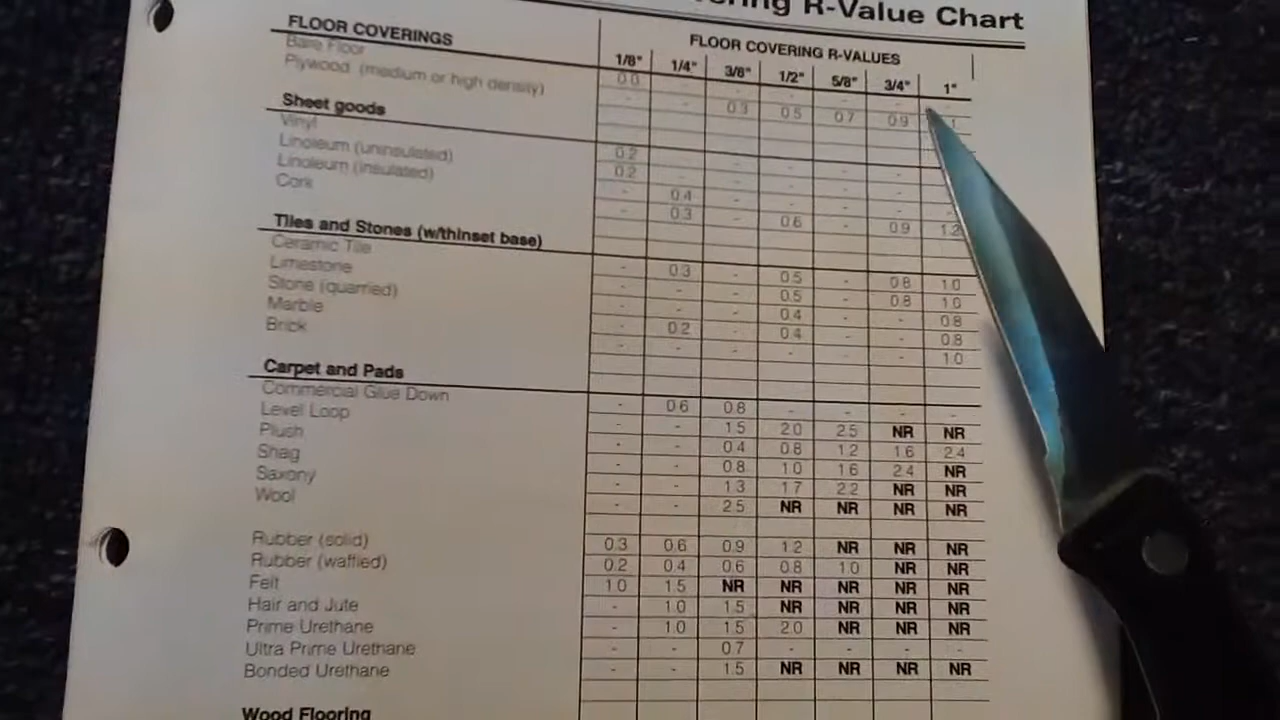 R-Value Chart
FLOOR COVERINGS FLOOR COVERING R-VALUES
1/8" 1/4" 3/8" 1/2" 5/8" 3/4" 1"
Bare Floor 0.0 - - - - - -
Plywood (medium or high density) - - 0.3 0.5 0.7 0.9
Sheet goods
Vinyl 0.2 - - - - - -
Linoleum (uninsulated) 0.2 - - - - - -
Linoleum (insulated) - 0.4 - - - - -
Cork - 0.3 - 0.6 - 0.9 1.2
Tiles and Stones (w/thinset base)
Ceramic Tile - 0.3 - 0.5 - 0.8 1.0
Limestone - - - 0.5 - 0.8 1.0
Stone (quarried) - - - 0.4 - - 0.8
Marble - 0.2 - 0.4 - - 0.8
Brick - - - - - - 1.0
Carpet and Pads
Commercial Glue Down - 0.6 0.8 - - - -
Level Loop - - 1.5 2.0 2.5 NR NR
Plush - - 0.4 0.8 1.2 1.6 2.4
Shag - - 0.8 1.0 1.6 2.4 NR
Saxony - - 1.3 1.7 2.2 NR NR
Wool - - 2.5 NR NR NR NR
Rubber (solid) 0.3 0.6 0.9 1.2 NR NR NR
Rubber (waffled) 0.2 0.4 0.6 0.8 1.0 NR NR
Felt 1.0 1.5 NR NR NR NR NR
Hair and Jute - 1.0 1.5 NR NR NR NR
Prime Urethane - 1.0 1.5 2.0 NR NR NR
Ultra Prime Urethane - - 0.7 - - - -
Bonded Urethane - - 1.5 NR NR NR NR
Wood Flooring